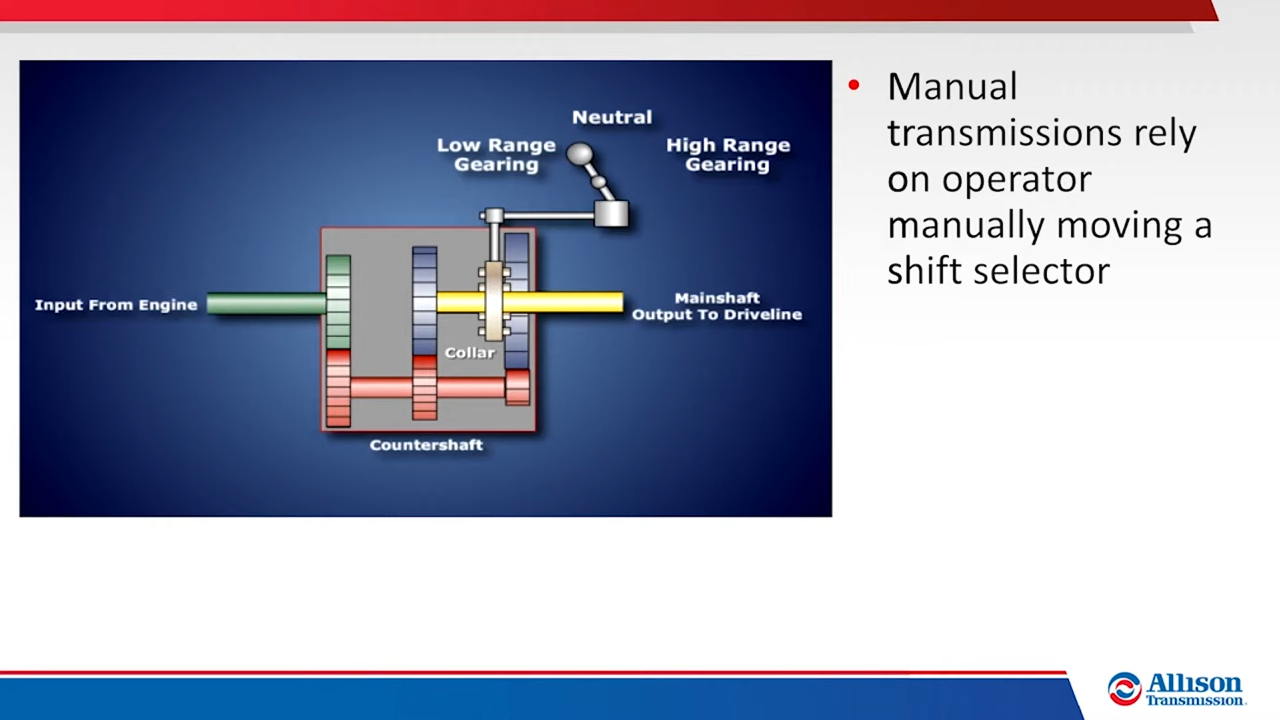 Neutral
Low Range
Gearing
High Range
Gearing
Input From Engine
Mainshaft
Output To Driveline
Collar
Countershaft
• Manual
transmissions rely
on operator
manually moving a
shift selector
Allison
Transmission